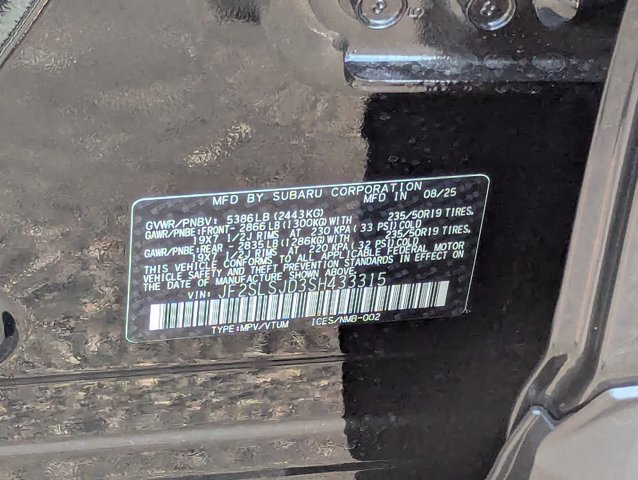 MFD BY SUBARU CORPORATION
MFD IN 08/25
GVWR/PNBV: 5386LB(2443KG)
GAWR/PNBE:FRONT- 2866LB(1300KG)WITH 235/50R19 TIRES,
19X7 1/2J RIMS AT 230 KPA(33 PSI)COLD
GAWR/PNBE:REAR - 2835LB(1286KG)WITH 235/50R19 TIRES,
19X7 1/2J RIMS AT 220 KPA(32 PSI)COLD
THIS VEHICLE CONFORMS TO ALL APPLICABLE FEDERAL MOTOR
VEHICLE SAFETY AND THEFT PREVENTION STANDARDS IN EFFECT
ON THE DATE OF MANUFACTURE SHOWN ABOVE.
VIN: JF2SLSJD3SH433315
TYPE:MPV/VTUM ICES/NMB-002